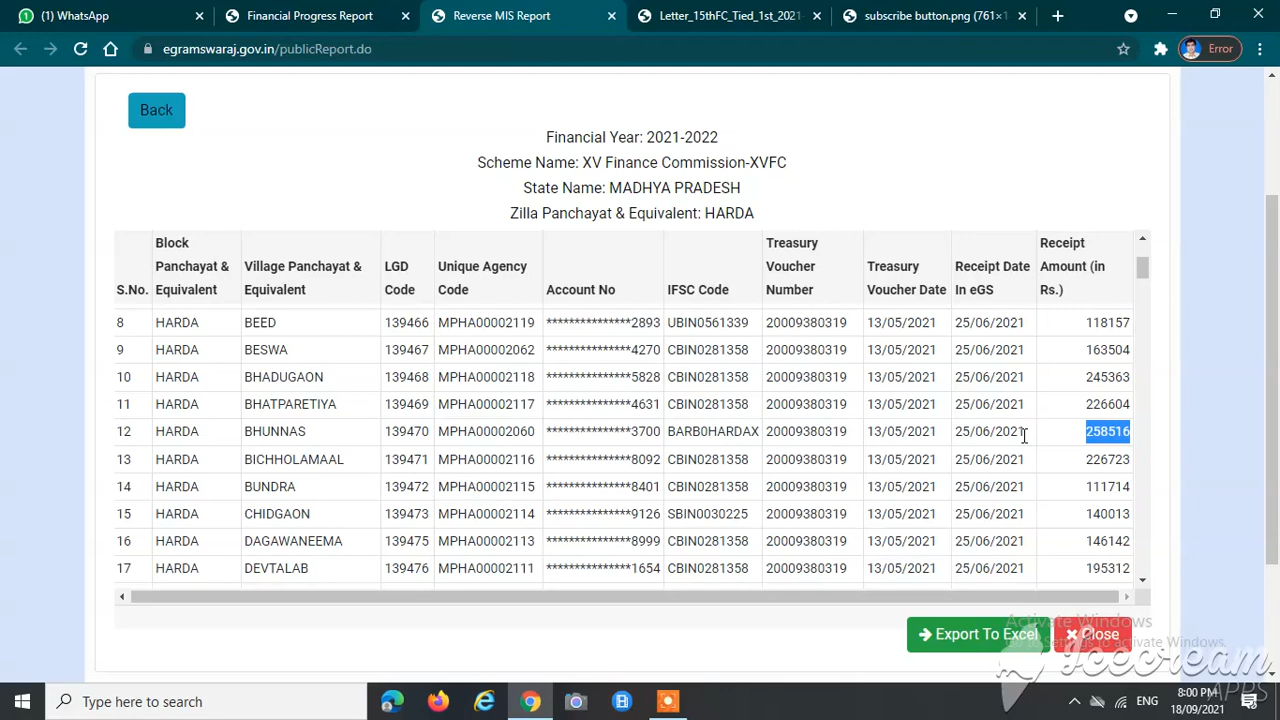 (1) WhatsApp
Financial Progress Report
Reverse MIS Report
Letter_15thFC_Tied_1st_2021-
subscribe button.png (761×1
egramswaraj.gov.in/publicReport.do
Error
Back
Financial Year: 2021-2022
Scheme Name: XV Finance Commission-XVFC
State Name: MADHYA PRADESH
Zilla Panchayat & Equivalent: HARDA
S.No. Block Panchayat & Equivalent Village Panchayat & Equivalent LGD Code Unique Agency Code Account No IFSC Code Treasury Voucher Number Treasury Voucher Date Receipt Date In eGS Receipt Amount (in Rs.)
8 HARDA BEED 139466 MPHA00002119 ***************2893 UBIN0561339 20009380319 13/05/2021 25/06/2021 118157
9 HARDA BESWA 139467 MPHA00002062 ***************4270 CBIN0281358 20009380319 13/05/2021 25/06/2021 163504
10 HARDA BHADUGAON 139468 MPHA00002118 ***************5828 CBIN0281358 20009380319 13/05/2021 25/06/2021 245363
11 HARDA BHATPARETIYA 139469 MPHA00002117 ***************4631 CBIN0281358 20009380319 13/05/2021 25/06/2021 226604
12 HARDA BHUNNAS 139470 MPHA00002060 ***************3700 BARB0HARDAX 20009380319 13/05/2021 25/06/2021 258516
13 HARDA BICHHOLAMAAL 139471 MPHA00002116 ***************8092 CBIN0281358 20009380319 13/05/2021 25/06/2021 226723
14 HARDA BUNDRA 139472 MPHA00002115 ***************8401 CBIN0281358 20009380319 13/05/2021 25/06/2021 111714
15 HARDA CHIDGAON 139473 MPHA00002114 ***************9126 SBIN0030225 20009380319 13/05/2021 25/06/2021 140013
16 HARDA DAGAWANEEMA 139475 MPHA00002113 ***************8999 CBIN0281358 20009380319 13/05/2021 25/06/2021 146142
17 HARDA DEVTALAB 139476 MPHA00002111 ***************1654 CBIN0281358 20009380319 13/05/2021 25/06/2021 195312
Export To Excel
Close
Activate Windows
Go to Settings to activate Windows.
Icecream
APPS
Type here to search
ENG
8:00 PM
18/09/2021